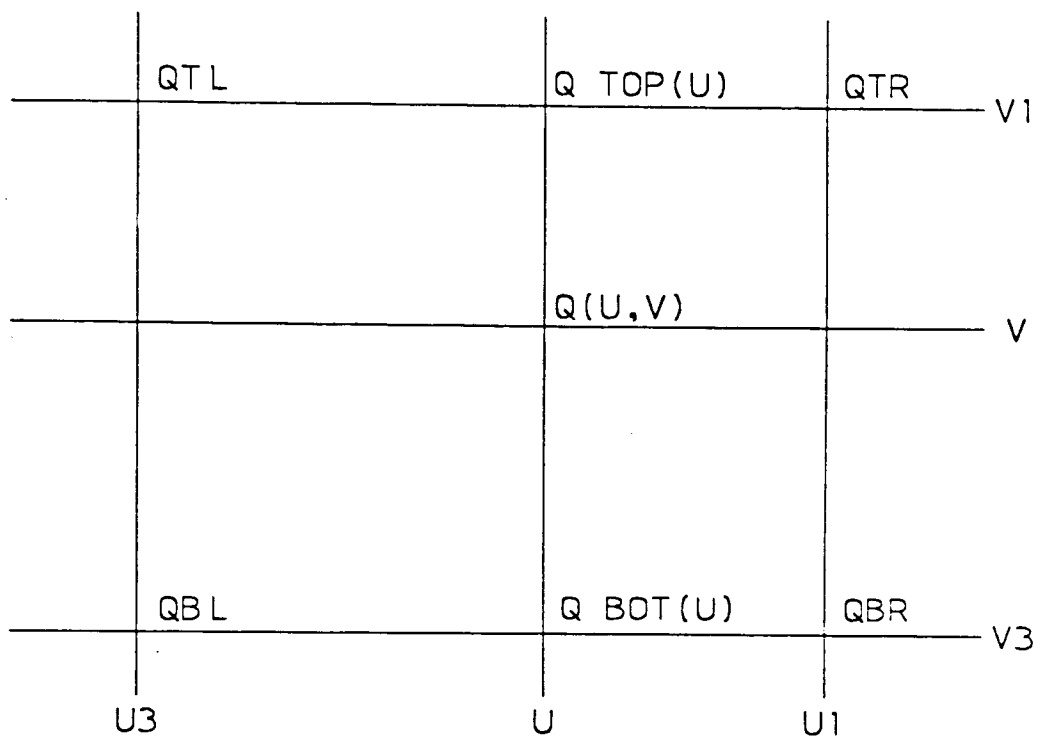 QTL Q TOP(U) QTR
V1
Q(U,V)
V
QBL Q BOT(U) QBR
V3
U3 U U1